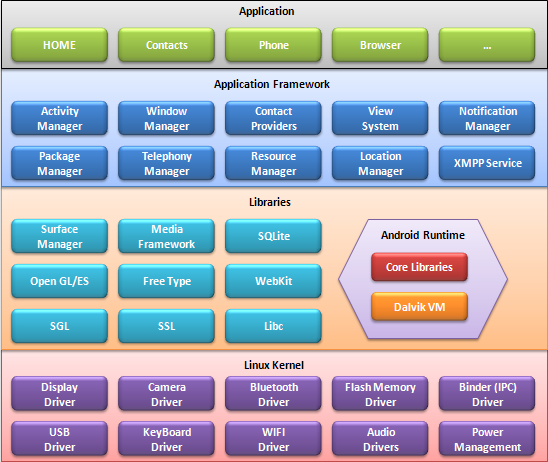 Application
HOME
Contacts
Phone
Browser
...
Application Framework
Activity
Manager
Window
Manager
Contact
Providers
View
System
Notification
Manager
Package
Manager
Telephony
Manager
Resource
Manager
Location
Manager
XMPP Service
Libraries
Surface
Manager
Media
Framework
SQLite
Open GL/ES
Free Type
WebKit
SGL
SSL
Libc
Android Runtime
Core Libraries
Dalvik VM
Linux Kernel
Display
Driver
Camera
Driver
Bluetooth
Driver
Flash Memory
Driver
Binder (IPC)
Driver
USB
Driver
KeyBoard
Driver
WIFI
Driver
Audio
Drivers
Power
Management